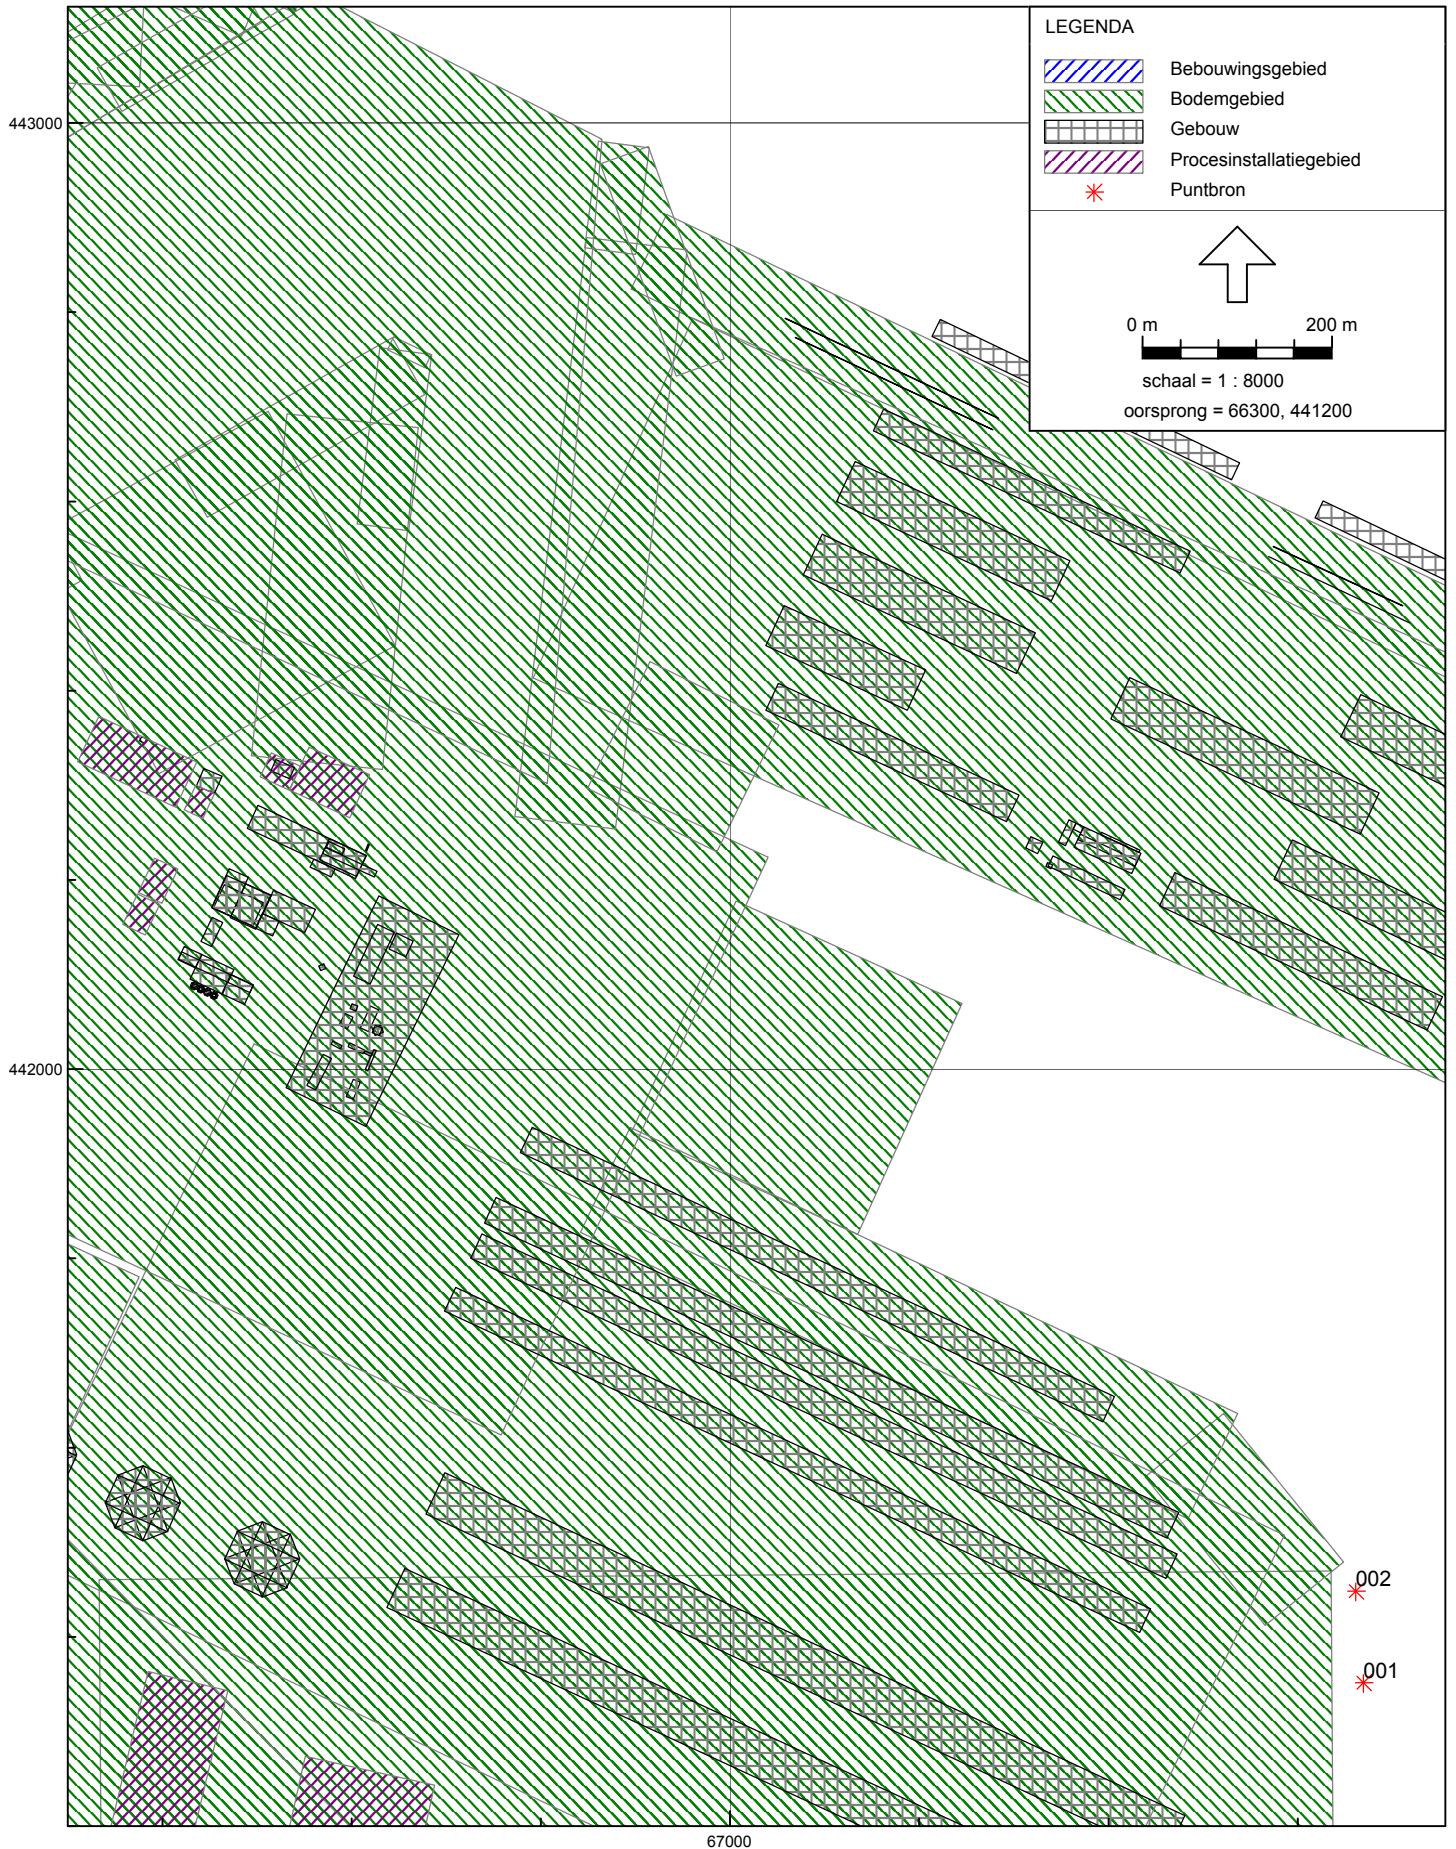 LEGENDA
Bebouwingsgebied
Bodemgebied
Gebouw
Procesinstallatiegebied
Puntbron
0 m 200 m
schaal = 1 : 8000
oorsprong = 66300, 441200
443000
442000
002
001
67000